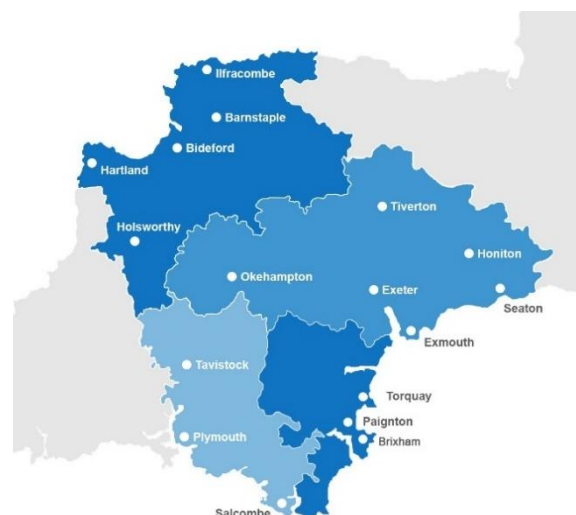 Ilfracombe
Barnstaple
Bideford
Hartland
Tiverton
Holsworthy
Honiton
Okehampton
Exeter
Seaton
Exmouth
Tavistock
Torquay
Paignton
Plymouth
Brixham
Salcombe